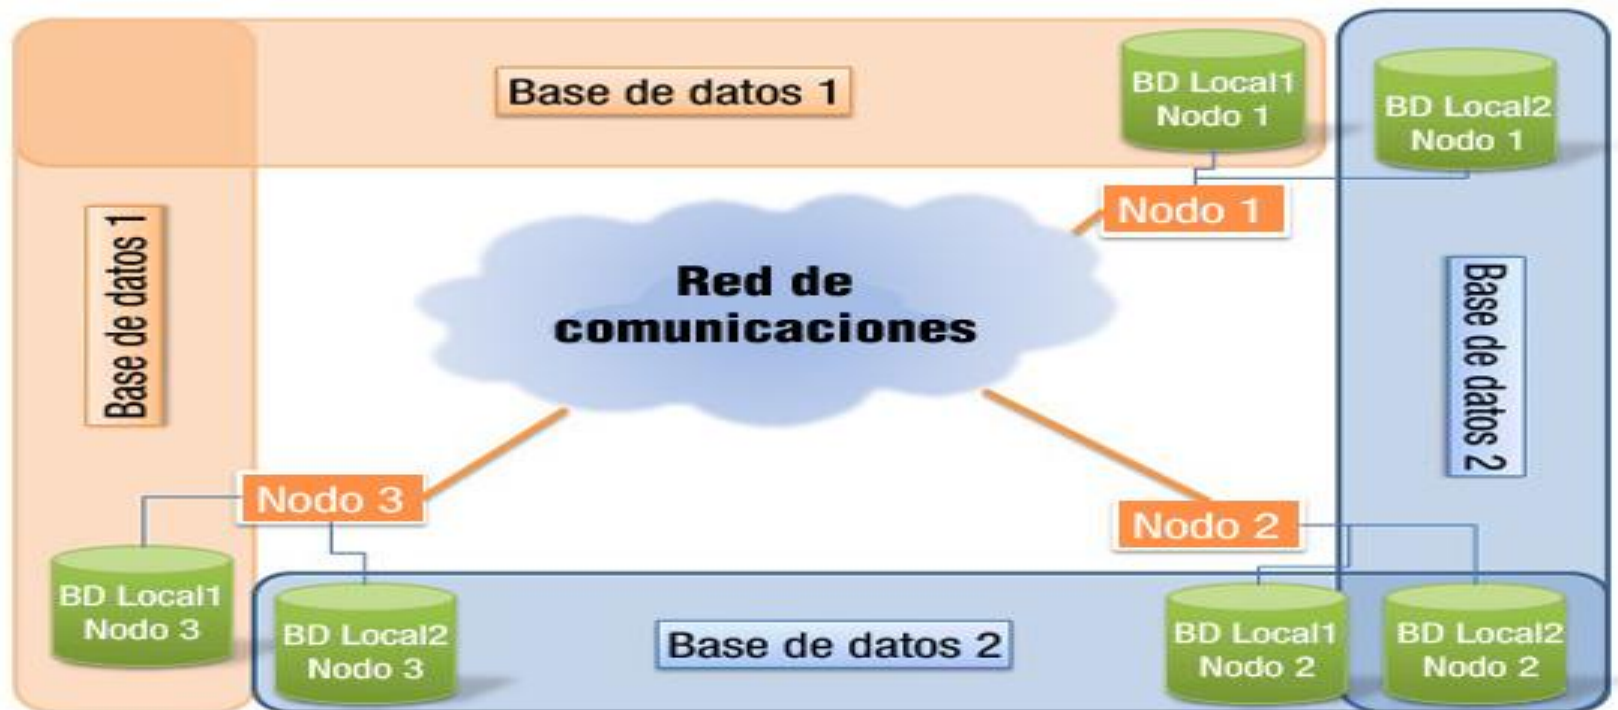 Base de datos 1
BD Local1
Nodo 1
BD Local2
Nodo 1
Nodo 1
Base de datos 1
Red de
comunicaciones
Base de datos 2
Nodo 3
Nodo 2
BD Local1
Nodo 3
BD Local2
Nodo 3
Base de datos 2
BD Local1
Nodo 2
BD Local2
Nodo 2